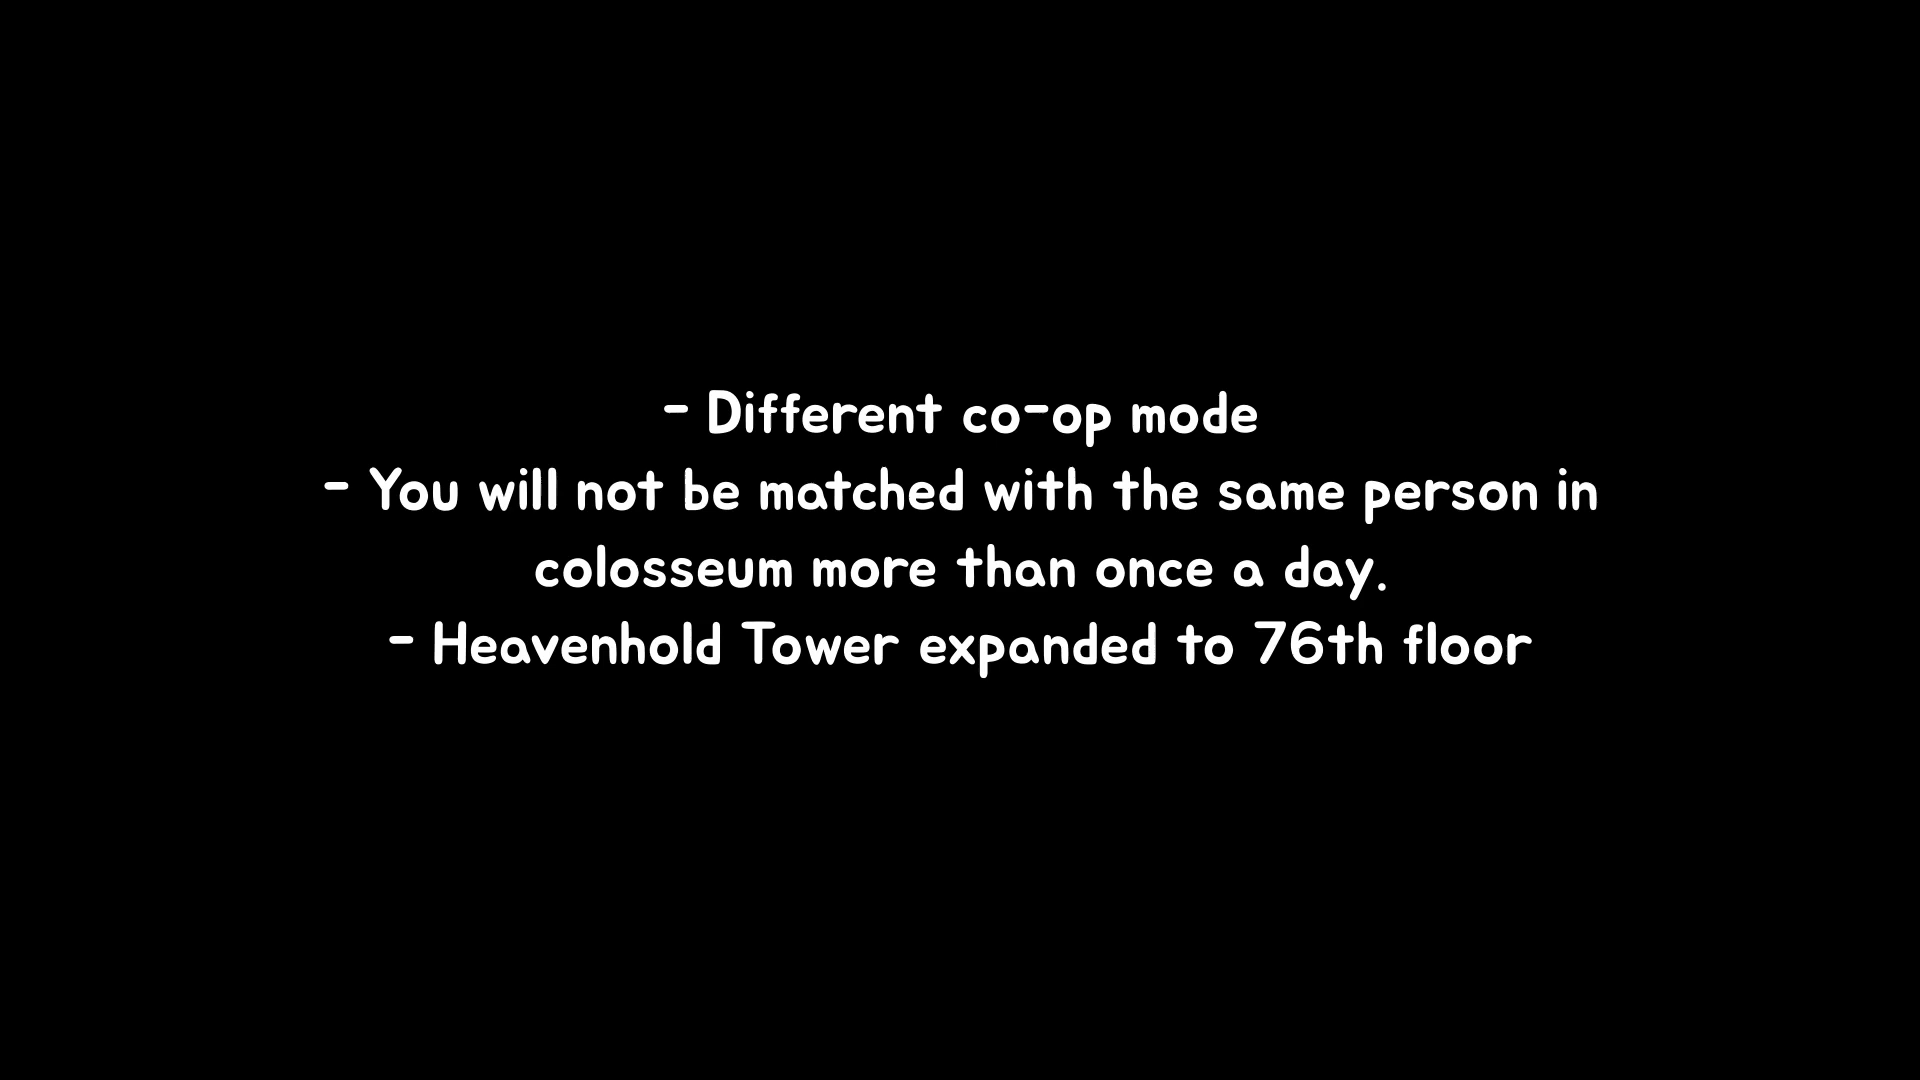 - Different co-op mode
- You will not be matched with the same person in
colosseum more than once a day.
- Heavenhold Tower expanded to 76th floor